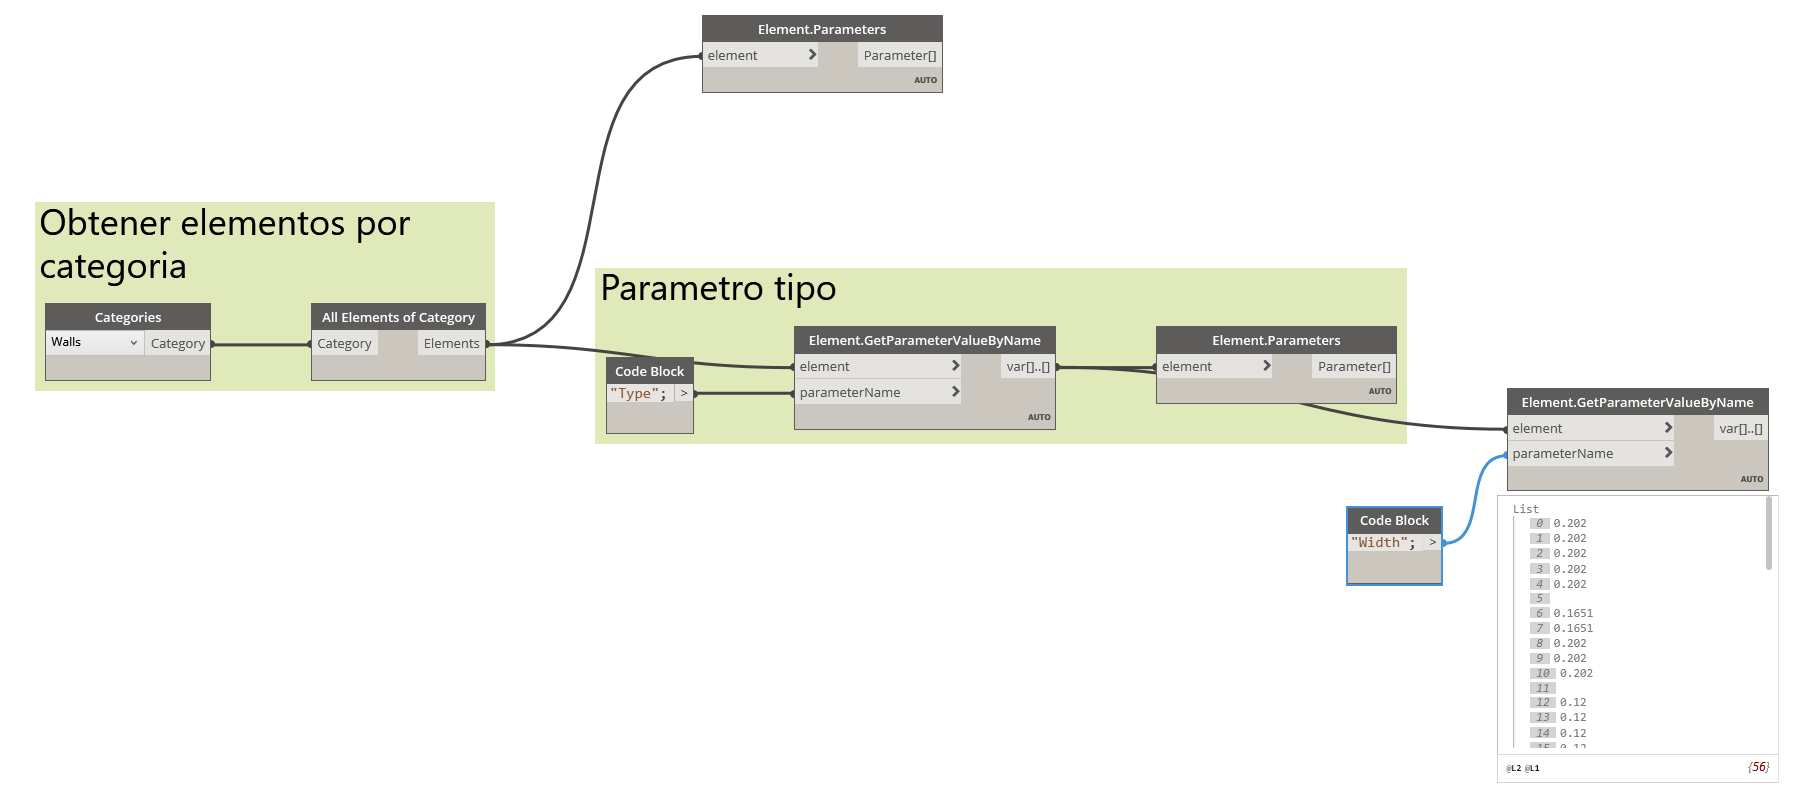 Element.Parameters
element > Parameter[]
AUTO
Obtener elementos por
categoria
Categories
Walls Category
All Elements of Category
Category Elements
Parametro tipo
Code Block
"Type"; >
Element.GetParameterValueByName
element > var[]..[]
parameterName >
AUTO
Element.Parameters
element > Parameter[]
AUTO
Element.GetParameterValueByName
element > var[]..[]
parameterName >
AUTO
Code Block
"Width"; >
List
0 0.202
1 0.202
2 0.202
3 0.202
4 0.202
5
6 0.1651
7 0.1651
8 0.202
9 0.202
10 0.202
11
12 0.12
13 0.12
14 0.12
15 0.12
@L2 @L1 {56}